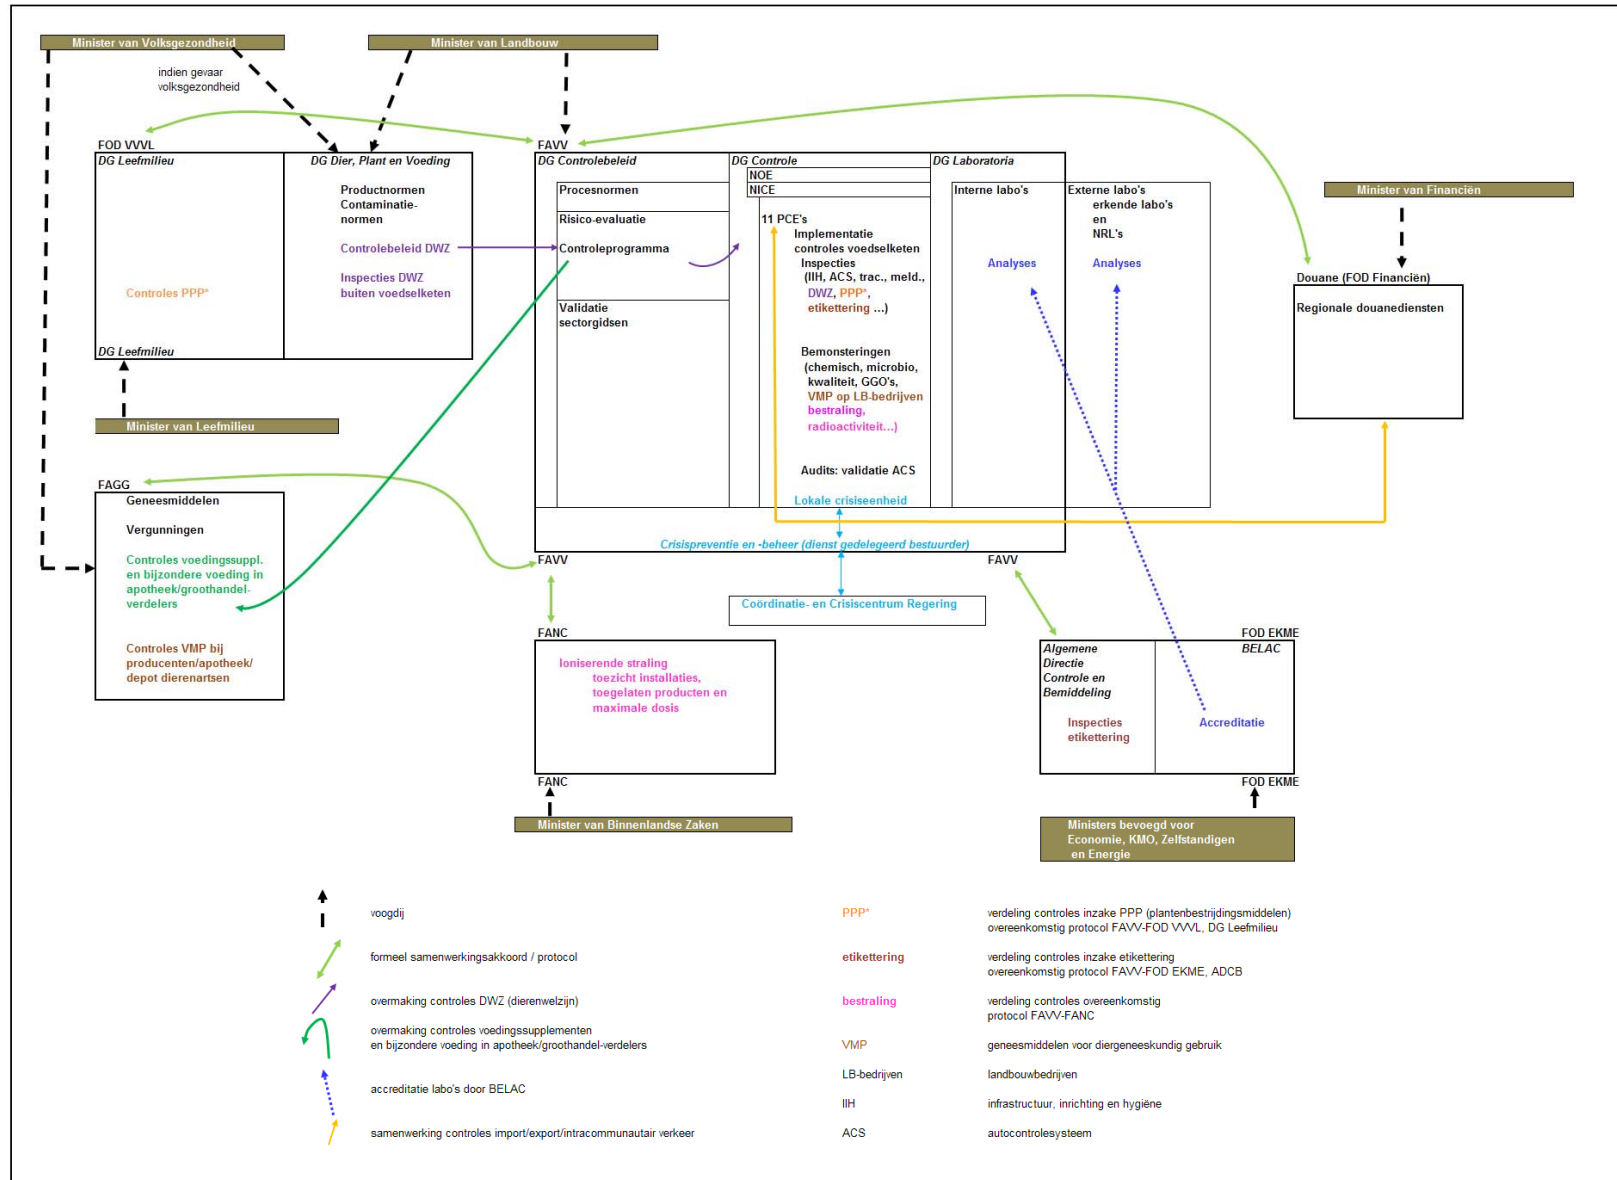 Minister van Volksgezondheid
Minister van Landbouw
indien gevaar
volksgezondheid
FOD VVVL
DG Leefmilieu
DG Dier, Plant en Voeding
Productnormen
Contaminatie-
normen
Controlebeleid DWZ
Inspecties DWZ
buiten voedselketen
Controles PPP*
DG Leefmilieu
Minister van Leefmilieu
FAVV
DG Controlebeleid
Procesnormen
Risico-evaluatie
Controleprogramma
Validatie
sectorgidsen
DG Controle
NOE
NICE
11 PCE's
Implementatie
controles voedselketen
Inspecties
(IIH, ACS, trac., meld.,
DWZ, PPP*,
etikettering ...)
Bemonsteringen
(chemisch, microbio,
kwaliteit, GGO's,
VMP op LB-bedrijven
bestraling,
radioactiviteit...)
Audits: validatie ACS
Lokale crisiseenheid
DG Laboratoria
Interne labo's
Analyses
Externe labo's
erkende labo's
en
NRL's
Analyses
Crisispreventie en -beheer (dienst gedelegeerd bestuurder)
FAVV
FAVV
Coördinatie- en Crisiscentrum Regering
Minister van Financiën
Douane (FOD Financiën)
Regionale douanediensten
FAGG
Geneesmiddelen
Vergunningen
Controles voedingssuppl.
en bijzondere voeding in
apotheek/groothandel-
verdelers
Controles VMP bij
producenten/apotheek/
depot dierenartsen
FANC
Ioniserende straling
toezicht installaties,
toegelaten producten en
maximale dosis
FANC
Minister van Binnenlandse Zaken
FOD EKME
Algemene
Directie
Controle en
Bemiddeling
Inspecties
etikettering
BELAC
Accreditatie
FOD EKME
Ministers bevoegd voor
Economie, KMO, Zelfstandigen
en Energie
voogdij
formeel samenwerkingsakkoord / protocol
overmaking controles DWZ (dierenwelzijn)
overmaking controles voedingssupplementen
en bijzondere voeding in apotheek/groothandel-verdelers
accreditatie labo's door BELAC
samenwerking controles import/export/intracommunautair verkeer
PPP*
verdeling controles inzake PPP (plantenbestrijdingsmiddelen)
overeenkomstig protocol FAVV-FOD VVVL, DG Leefmilieu
etikettering
verdeling controles inzake etikettering
overeenkomstig protocol FAVV-FOD EKME, ADCB
bestraling
verdeling controles overeenkomstig
protocol FAVV-FANC
VMP
geneesmiddelen voor diergeneeskundig gebruik
LB-bedrijven
landbouwbedrijven
IIH
infrastructuur, inrichting en hygiëne
ACS
autocontrolesysteem